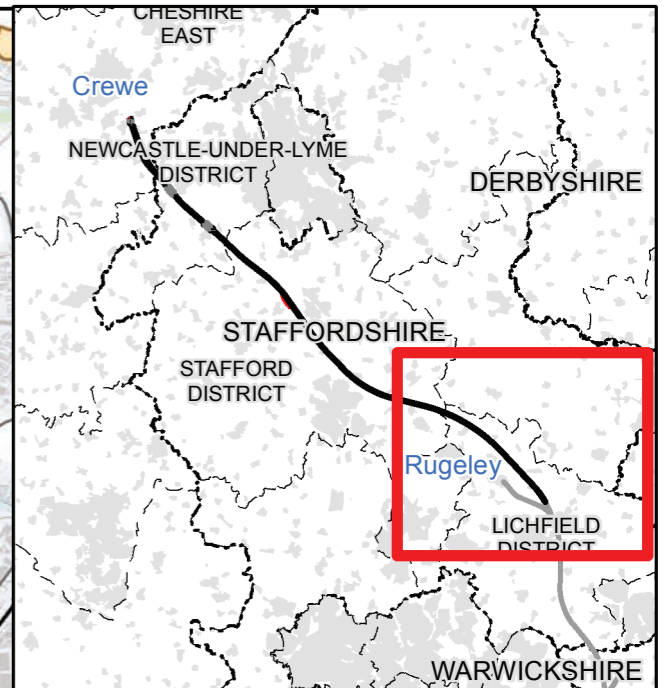 CHESHIRE
EAST
Crewe
NEWCASTLE-UNDER-LYME
DISTRICT
DERBYSHIRE
STAFFORDSHIRE
STAFFORD
DISTRICT
Rugeley
LICHFIELD
DISTRICT
WARWICKSHIRE